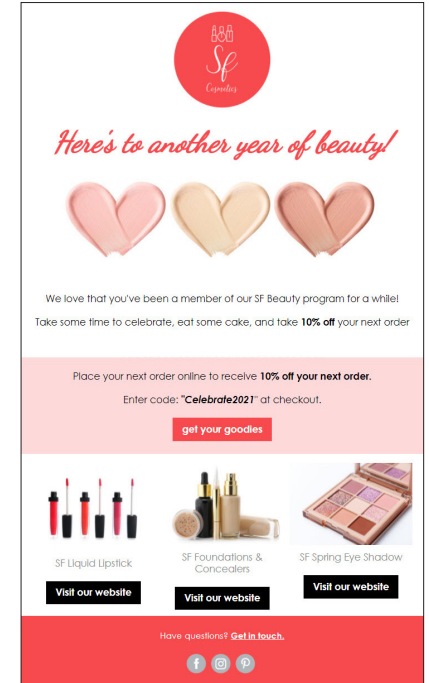 Sf
Cosmetics
Here's to another year of beauty!
We love that you've been a member of our SF Beauty program for a while!
Take some time to celebrate, eat some cake, and take 10% off your next order
Place your next order online to receive 10% off your next order.
Enter code: "Celebrate2021" at checkout.
get your goodies
SF Liquid Lipstick
Visit our website
SF Foundations &
Concealers
Visit our website
SF Spring Eye Shadow
Visit our website
Have questions? Get in touch.